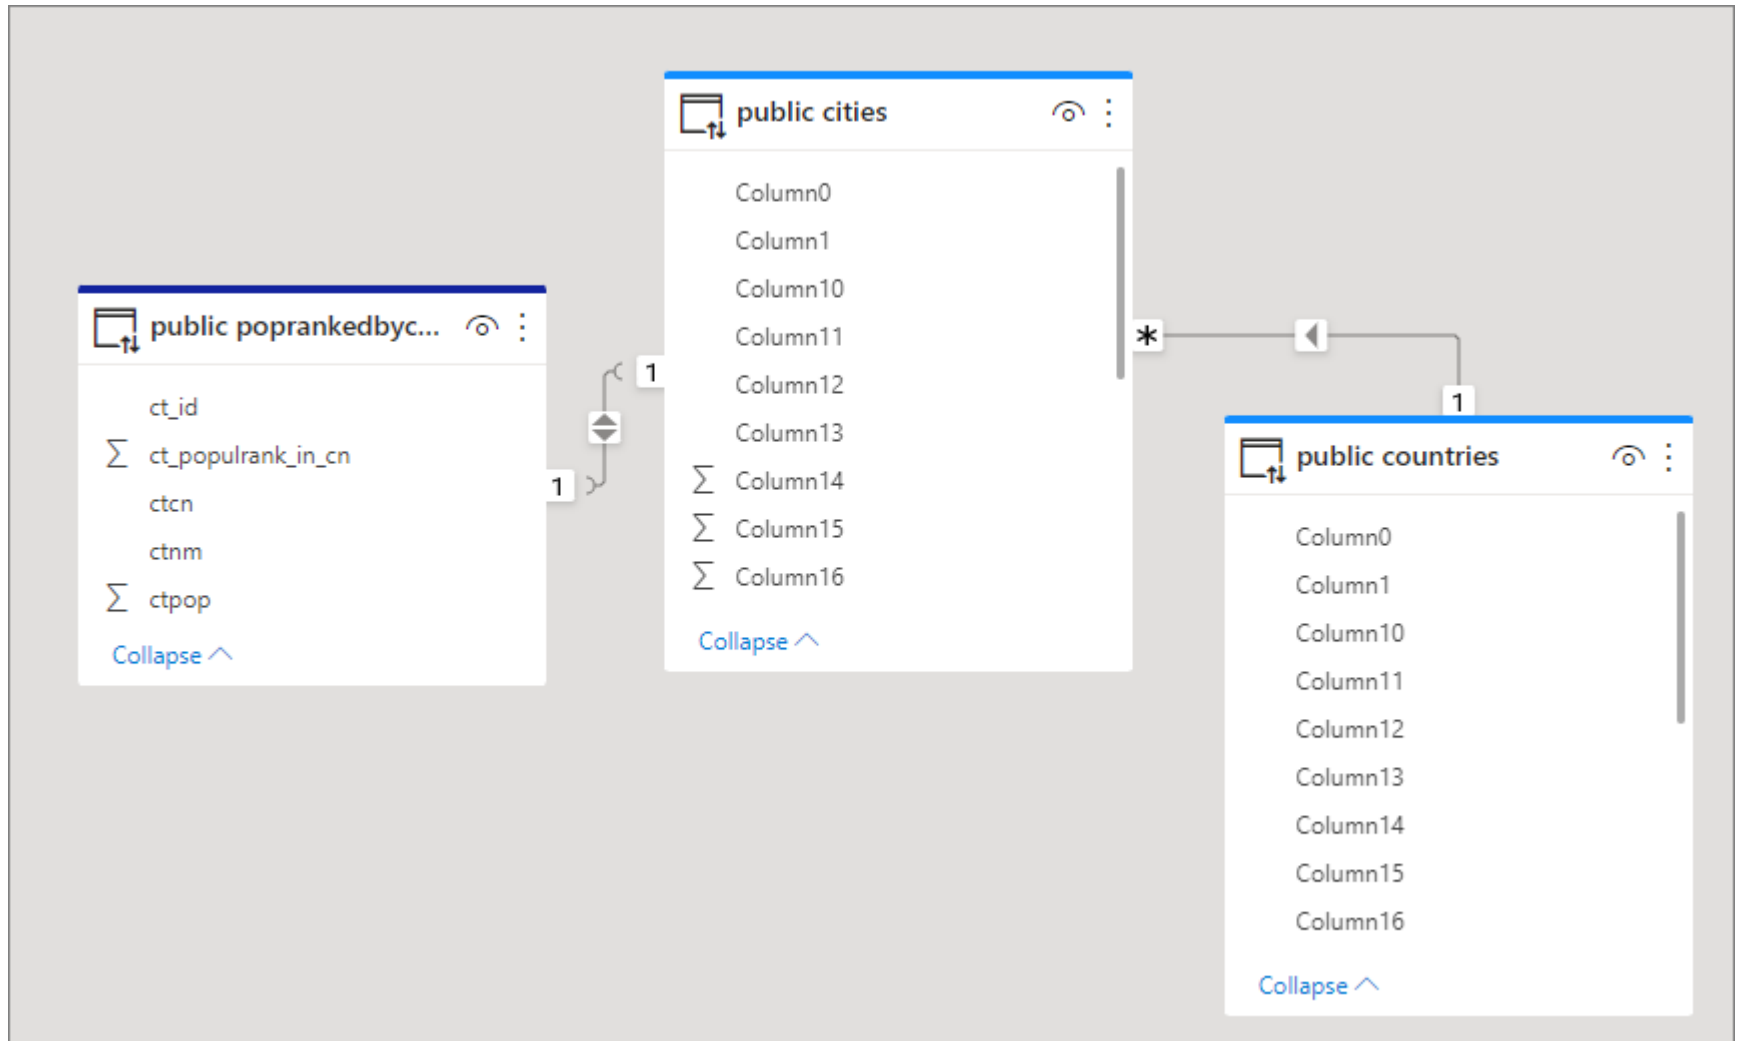 public poprankedbyc...
ct_id
ct_populrank_in_cn
ctcn
ctnm
ctpop
Collapse
1
1
public cities
Column0
Column1
Column10
Column11
Column12
Column13
Column14
Column15
Column16
Collapse
*
1
public countries
Column0
Column1
Column10
Column11
Column12
Column13
Column14
Column15
Column16
Collapse